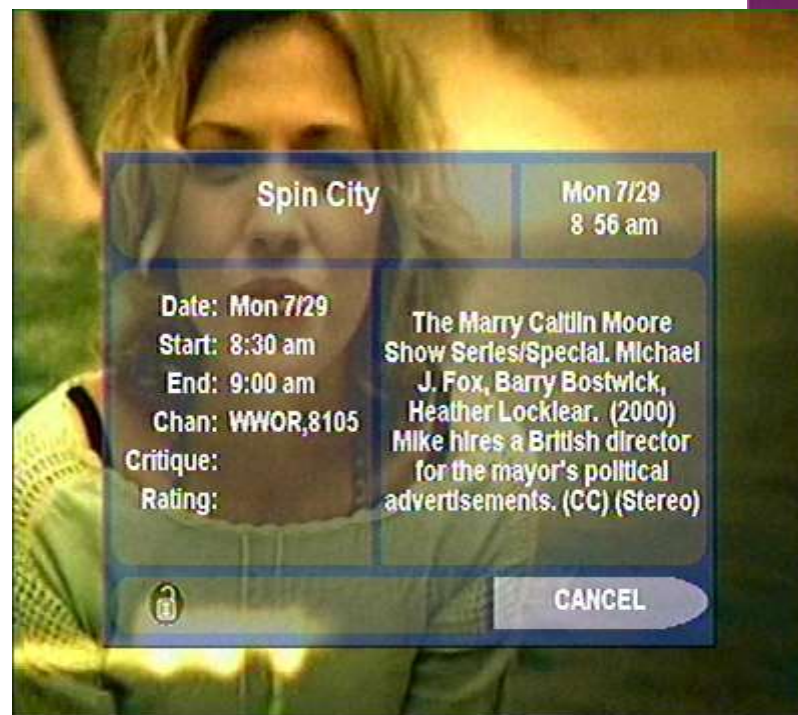 Spin City
Mon 7/29
8 56 am
Date: Mon 7/29
Start: 8:30 am
End: 9:00 am
Chan: WWOR,8105
Critique:
Rating:
The Marry Caitlin Moore
Show Series/Special. Michael
J. Fox, Barry Bostwick,
Heather Locklear. (2000)
Mike hires a British director
for the mayor's political
advertisements. (CC) (Stereo)
CANCEL